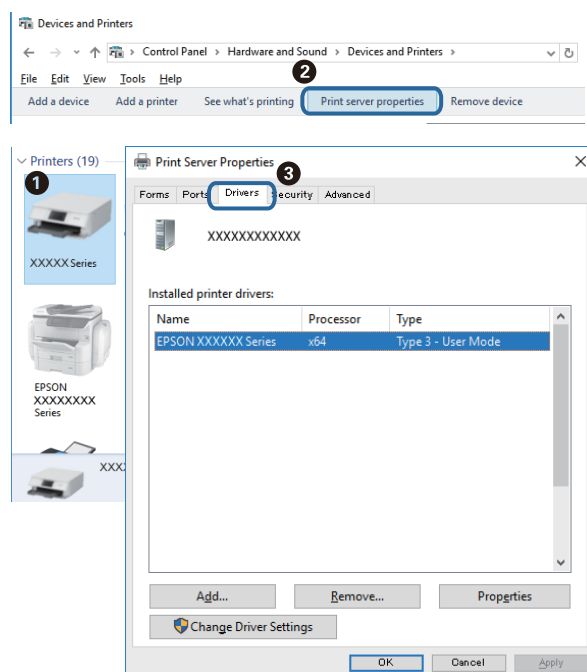 Devices and Printers
Control Panel > Hardware and Sound > Devices and Printers >
2
File Edit View Tools Help
Add a device Add a printer See what's printing Print server properties Remove device
Printers (19)
1
XXXXX Series
EPSON
XXXXXXXX
Series
XXX
Print Server Properties
3
Forms Ports Drivers Security Advanced
XXXXXXXXXXXX
Installed printer drivers:
Name Processor Type
EPSON XXXXXX Series x64 Type 3 - User Mode
Add... Remove... Properties
Change Driver Settings
OK Cancel Apply